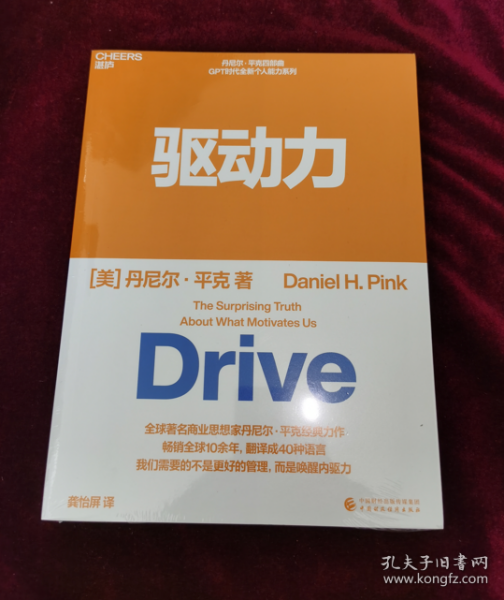 CHEERS
湛庐
丹尼尔·平克四部曲
GPT时代全新个人能力系列
驱动力
[美]丹尼尔·平克 著 Daniel H. Pink
The Surprising Truth
About What Motivates Us
Drive
全球著名商业思想家丹尼尔·平克经典力作
畅销全球10余年，翻译成40种语言
我们需要的不是更好的管理，而是唤醒内驱力
龚怡屏 译
孔夫子旧书网
www.kongfz.com